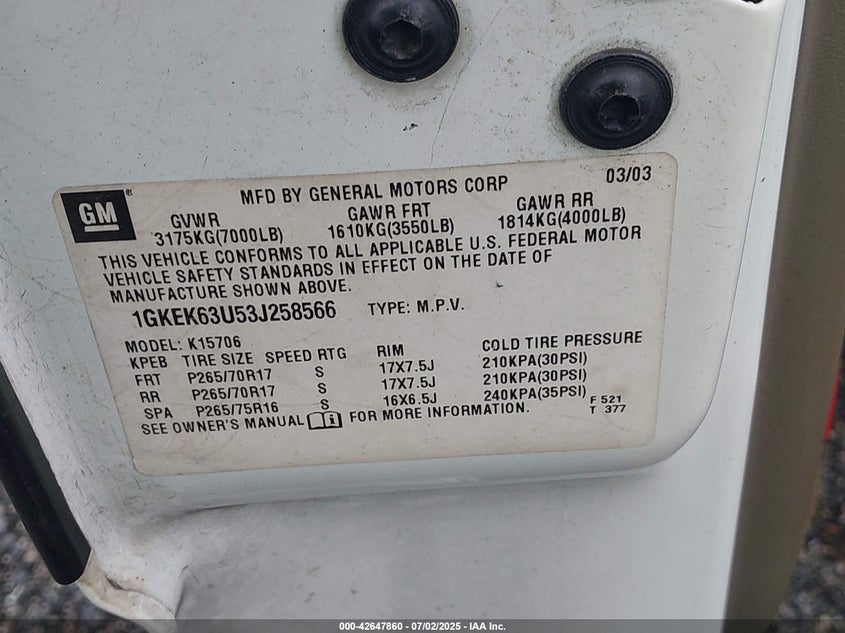 GM
MFD BY GENERAL MOTORS CORP 03/03
GVWR GAWR FRT GAWR RR
3175KG(7000LB) 1610KG(3550LB) 1814KG(4000LB)
THIS VEHICLE CONFORMS TO ALL APPLICABLE U.S. FEDERAL MOTOR
VEHICLE SAFETY STANDARDS IN EFFECT ON THE DATE OF
MANUFACTURE SHOWN ABOVE.
1GKEK63U53J258566 TYPE: M.P.V.
MODEL: K15706
KPEB TIRE SIZE SPEED RTG RIM COLD TIRE PRESSURE
FRT P265/70R17 S 17X7.5J 210KPA(30PSI)
RR P265/70R17 S 17X7.5J 210KPA(30PSI)
SPA P265/75R16 S 16X6.5J 240KPA(35PSI) F 521
SEE OWNER'S MANUAL i FOR MORE INFORMATION. T 377
000-42647860 - 07/02/2025 - IAA Inc.